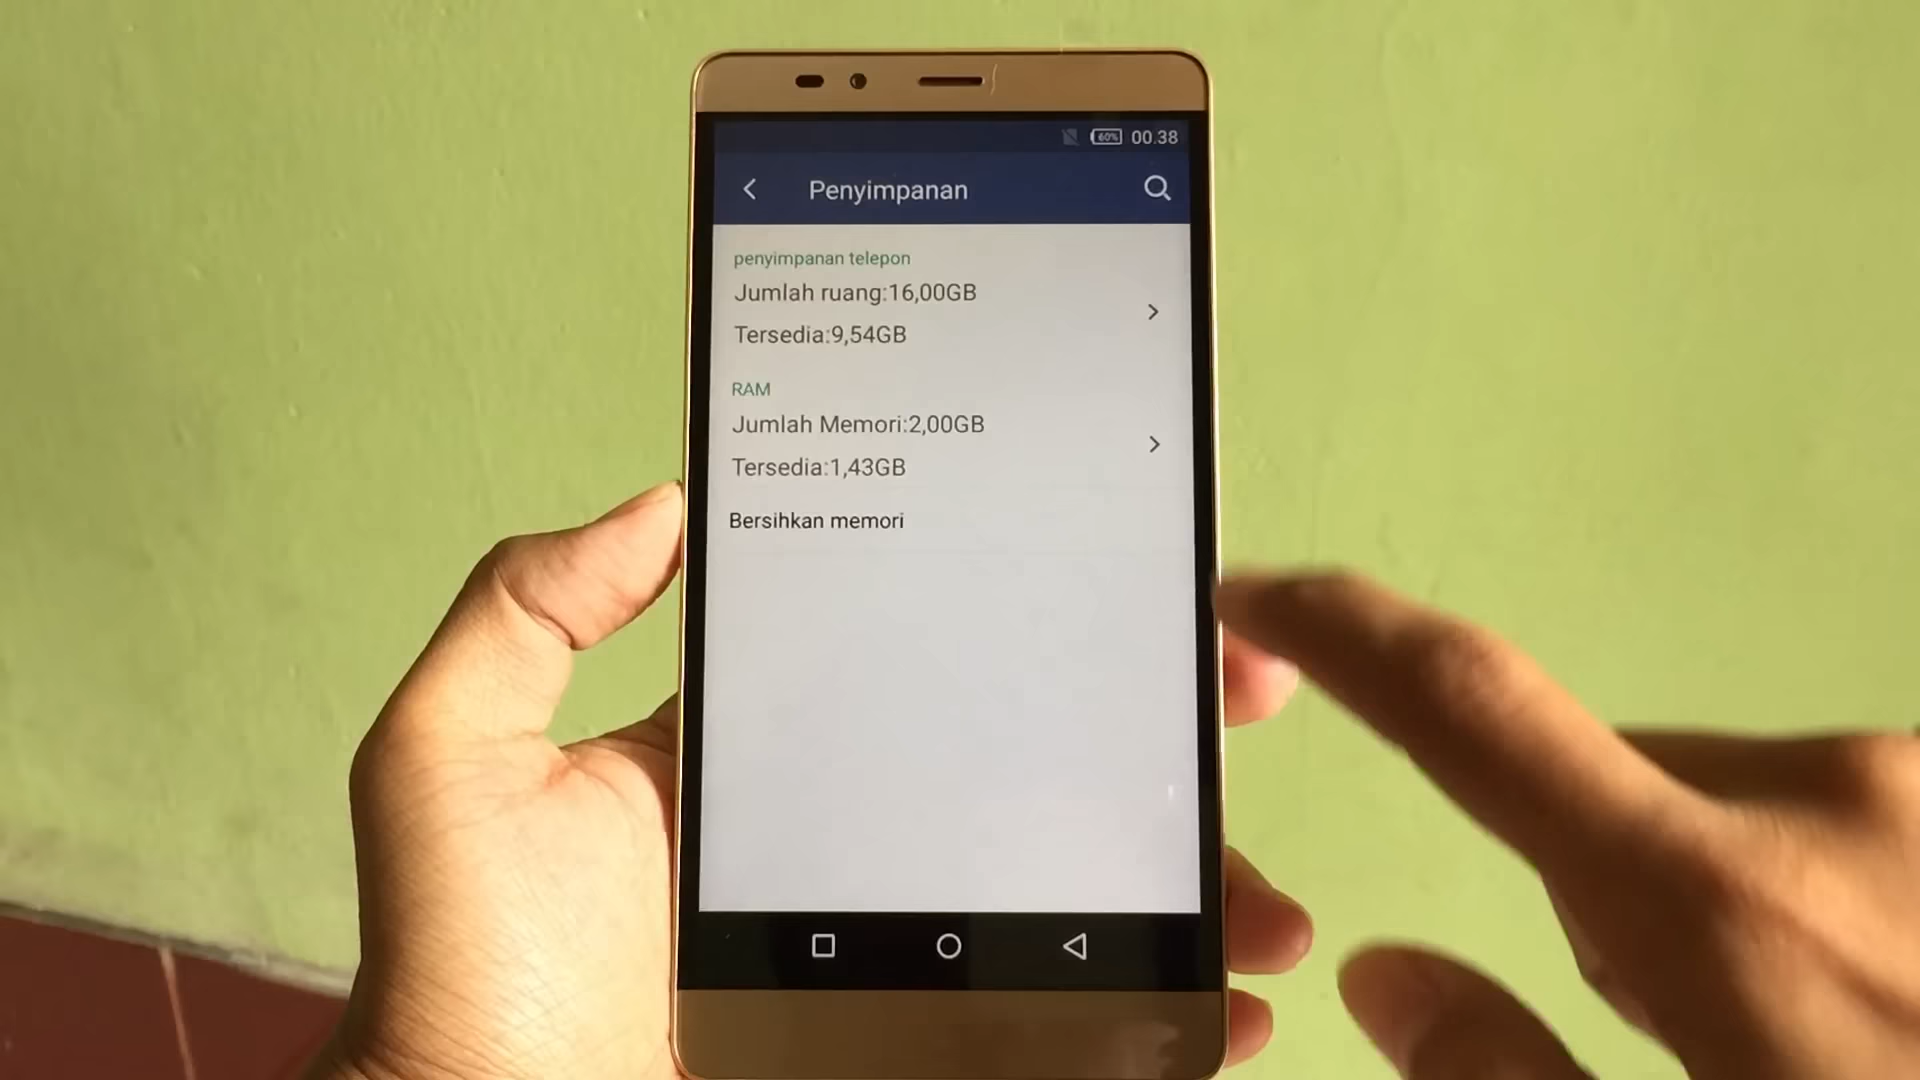 60% 00.38
Penyimpanan
penyimpanan telepon
Jumlah ruang:16,00GB
Tersedia:9,54GB
RAM
Jumlah Memori:2,00GB
Tersedia:1,43GB
Bersihkan memori